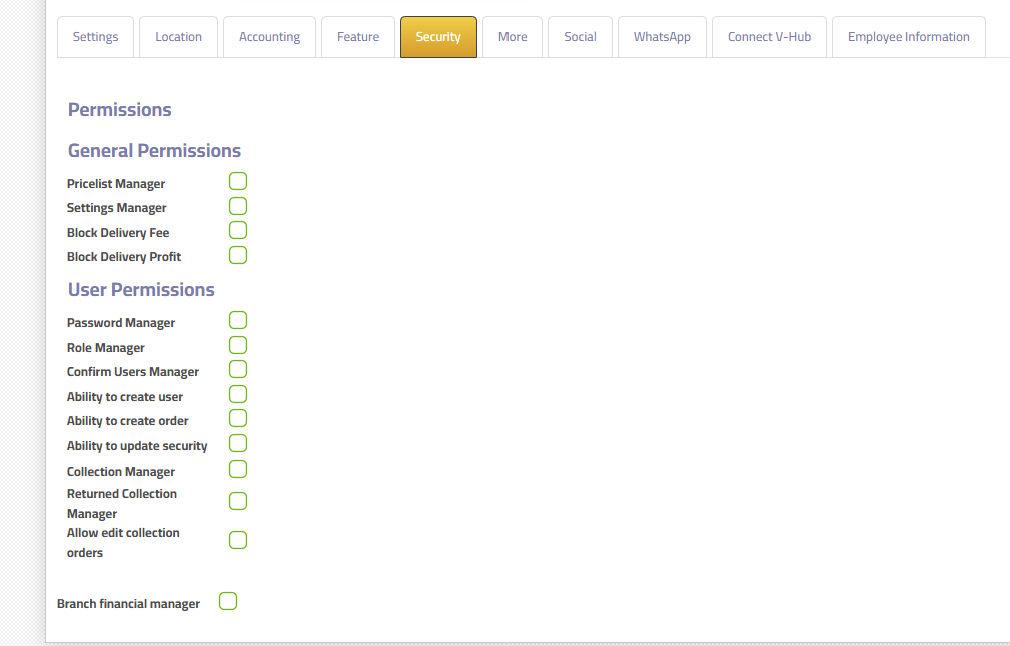 Settings
Location
Accounting
Feature
Security
More
Social
WhatsApp
Connect V-Hub
Employee Information
Permissions
General Permissions
Pricelist Manager
Settings Manager
Block Delivery Fee
Block Delivery Profit
User Permissions
Password Manager
Role Manager
Confirm Users Manager
Ability to create user
Ability to create order
Ability to update security
Collection Manager
Returned Collection
Manager
Allow edit collection
orders
Branch financial manager